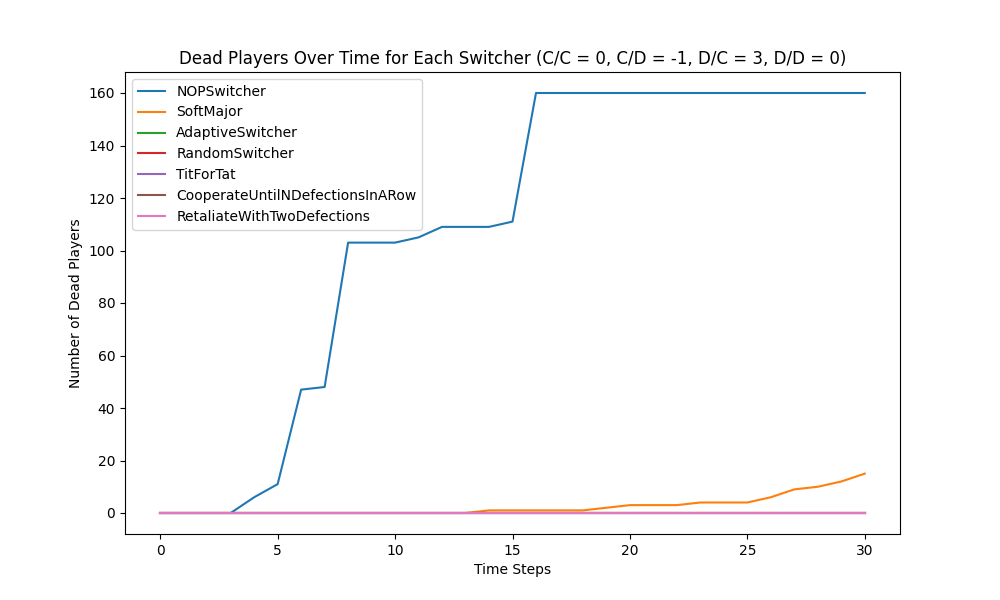 Dead Players Over Time for Each Switcher (C/C = 0, C/D = -1, D/C = 3, D/D = 0)
NOPSwitcher
SoftMajor
AdaptiveSwitcher
RandomSwitcher
TitForTat
CooperateUntilNDefectionsInARow
RetaliateWithTwoDefections
Number of Dead Players
160
140
120
100
80
60
40
20
0
0 5 10 15 20 25 30
Time Steps